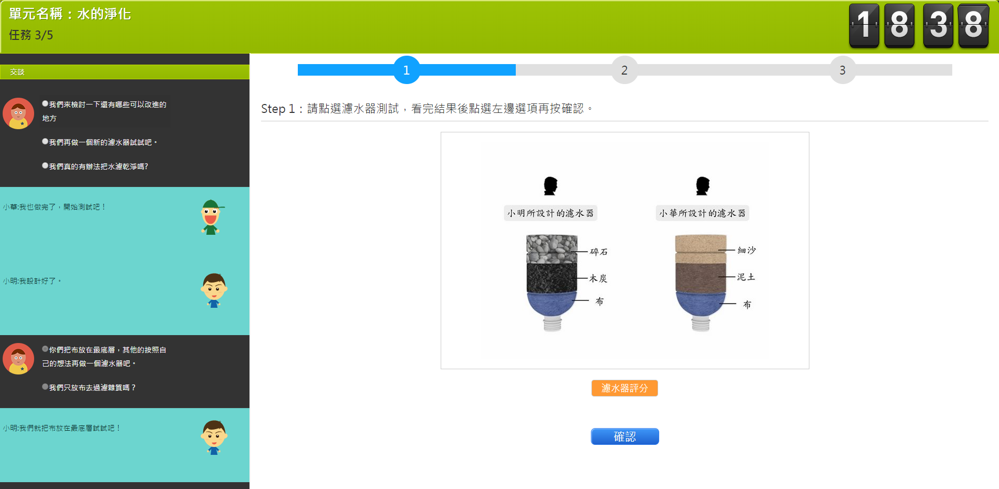 單元名稱：水的淨化
任務 3/5
18 38
交談
我們來檢討一下還有哪些可以改進的
地方
我們再做一個新的濾水器試試吧。
我們真的有辦法把水濾乾淨嗎?
小華:我也做完了，開始測試吧！
小明:我設計好了。
你們把布放在最底層，其他的按照自
己的想法再做一個濾水器吧。
我們只放布去過濾雜質嗎？
小明:我們就把布放在最底層試試吧！
1 2 3
Step 1：請點選濾水器測試，看完結果後點選左邊選項再按確認。
小明所設計的濾水器
碎石
木炭
布
小華所設計的濾水器
細沙
泥土
布
濾水器評分
確認